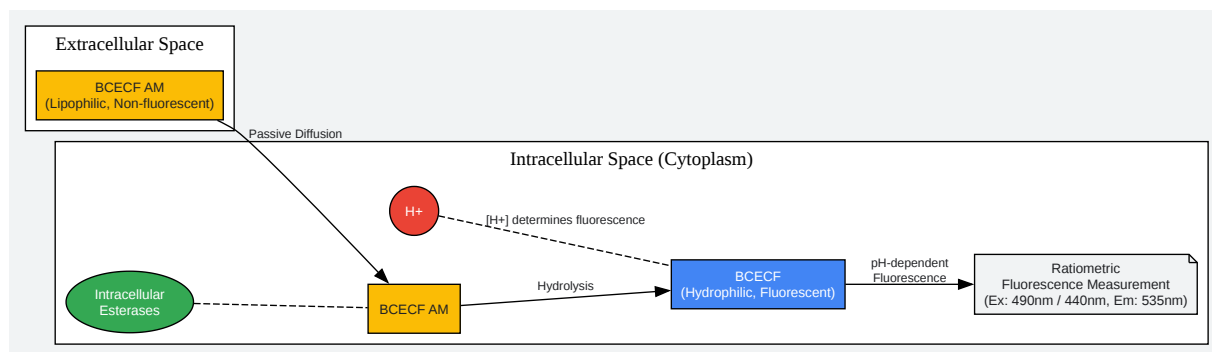 Extracellular Space
BCECF AM
(Lipophilic, Non-fluorescent)
Passive Diffusion
Intracellular Space (Cytoplasm)
H+
[H+] determines fluorescence
Intracellular
Esterases
BCECF AM
Hydrolysis
BCECF
(Hydrophilic, Fluorescent)
pH-dependent
Fluorescence
Ratiometric
Fluorescence Measurement
(Ex: 490nm / 440nm, Em: 535nm)